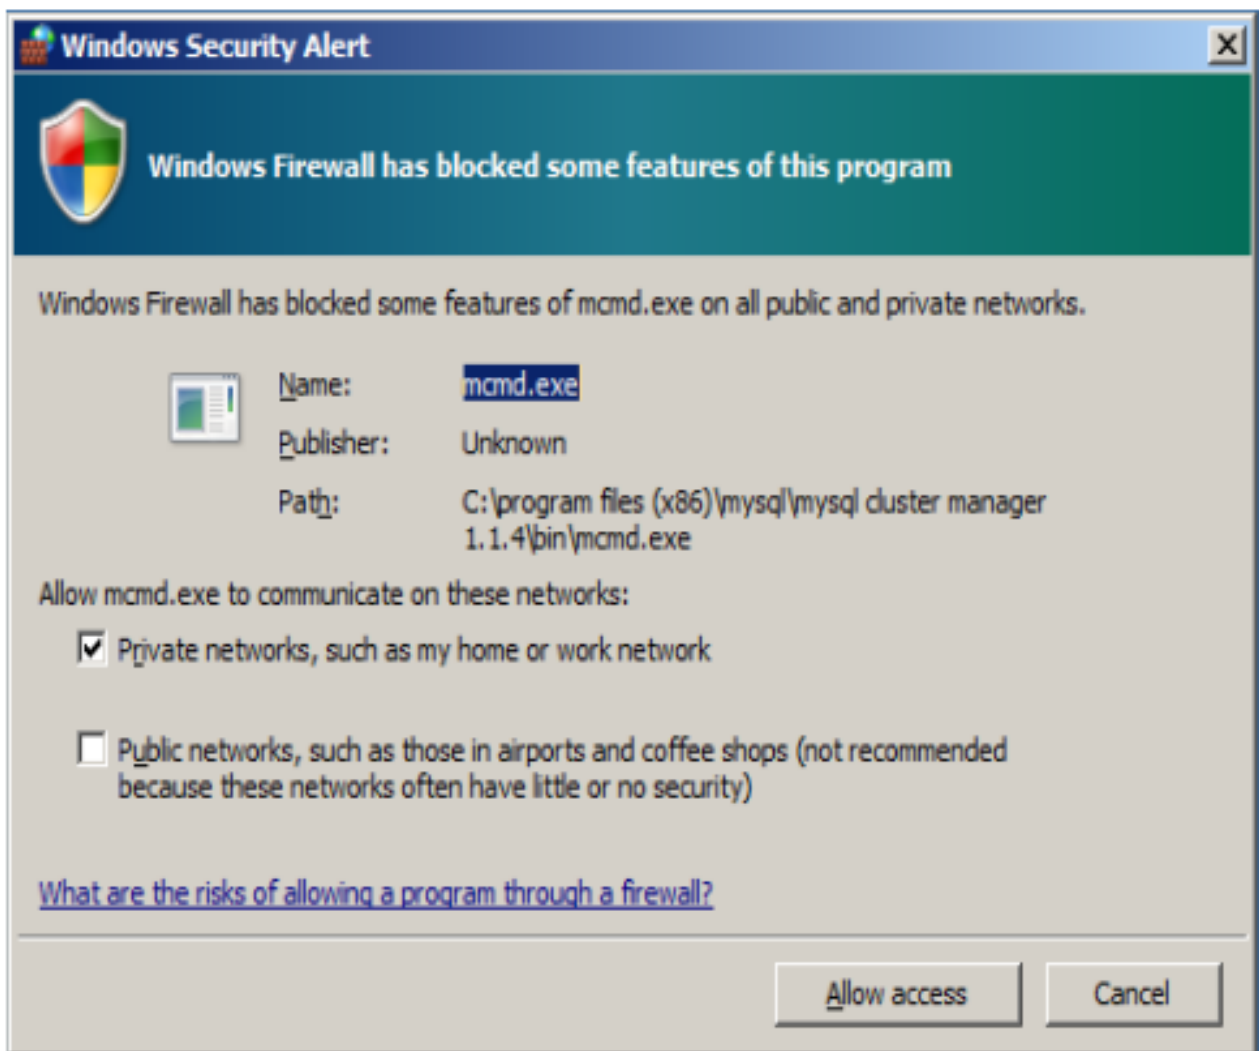 Windows Security Alert
Windows Firewall has blocked some features of this program
Windows Firewall has blocked some features of mcmd.exe on all public and private networks.
Name: mcmd.exe
Publisher: Unknown
Path: C:\program files (x86)\mysql\mysql cluster manager
1.1.4\bin\mcmd.exe
Allow mcmd.exe to communicate on these networks:
Private networks, such as my home or work network
Public networks, such as those in airports and coffee shops (not recommended
because these networks often have little or no security)
What are the risks of allowing a program through a firewall?
Allow access Cancel